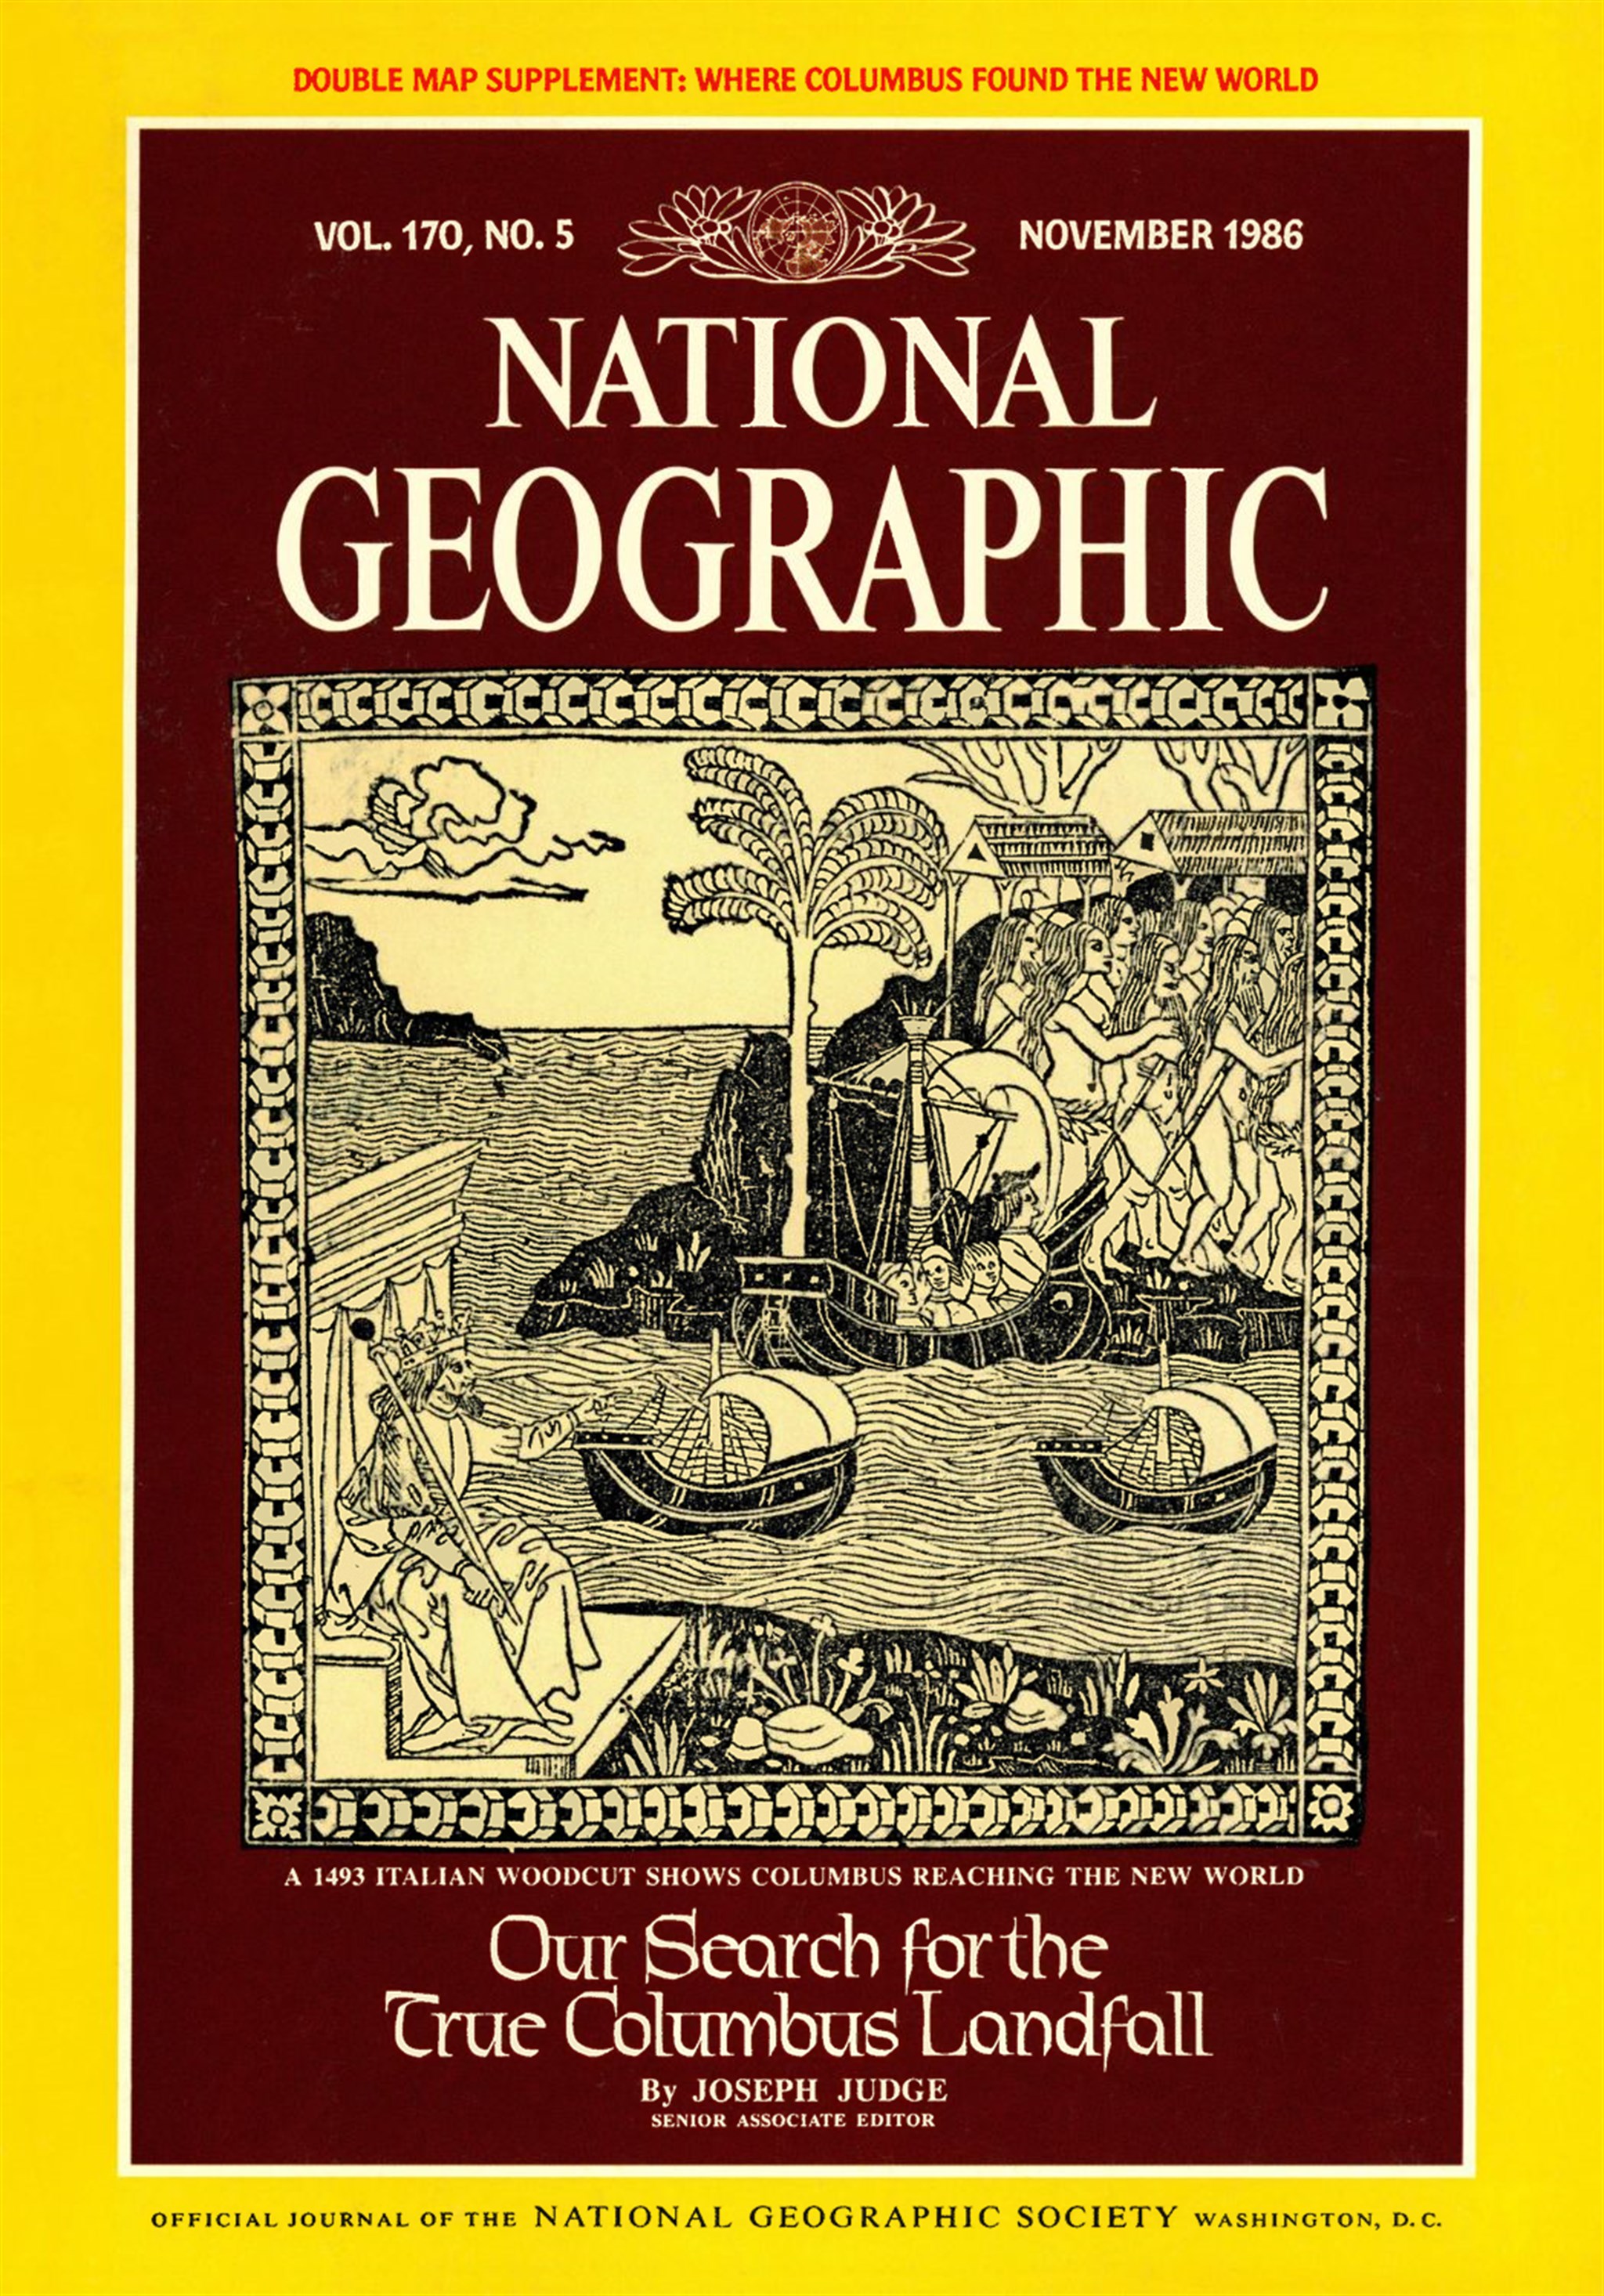 DOUBLE MAP SUPPLEMENT: WHERE COLUMBUS FOUND THE NEW WORLD
VOL. 170, NO. 5
NOVEMBER 1986
NATIONAL
GEOGRAPHIC
A 1493 ITALIAN WOODCUT SHOWS COLUMBUS REACHING THE NEW WORLD
Our Search for the
True Columbus Landfall
By JOSEPH JUDGE
SENIOR ASSOCIATE EDITOR
OFFICIAL JOURNAL OF THE NATIONAL GEOGRAPHIC SOCIETY WASHINGTON, D.C.